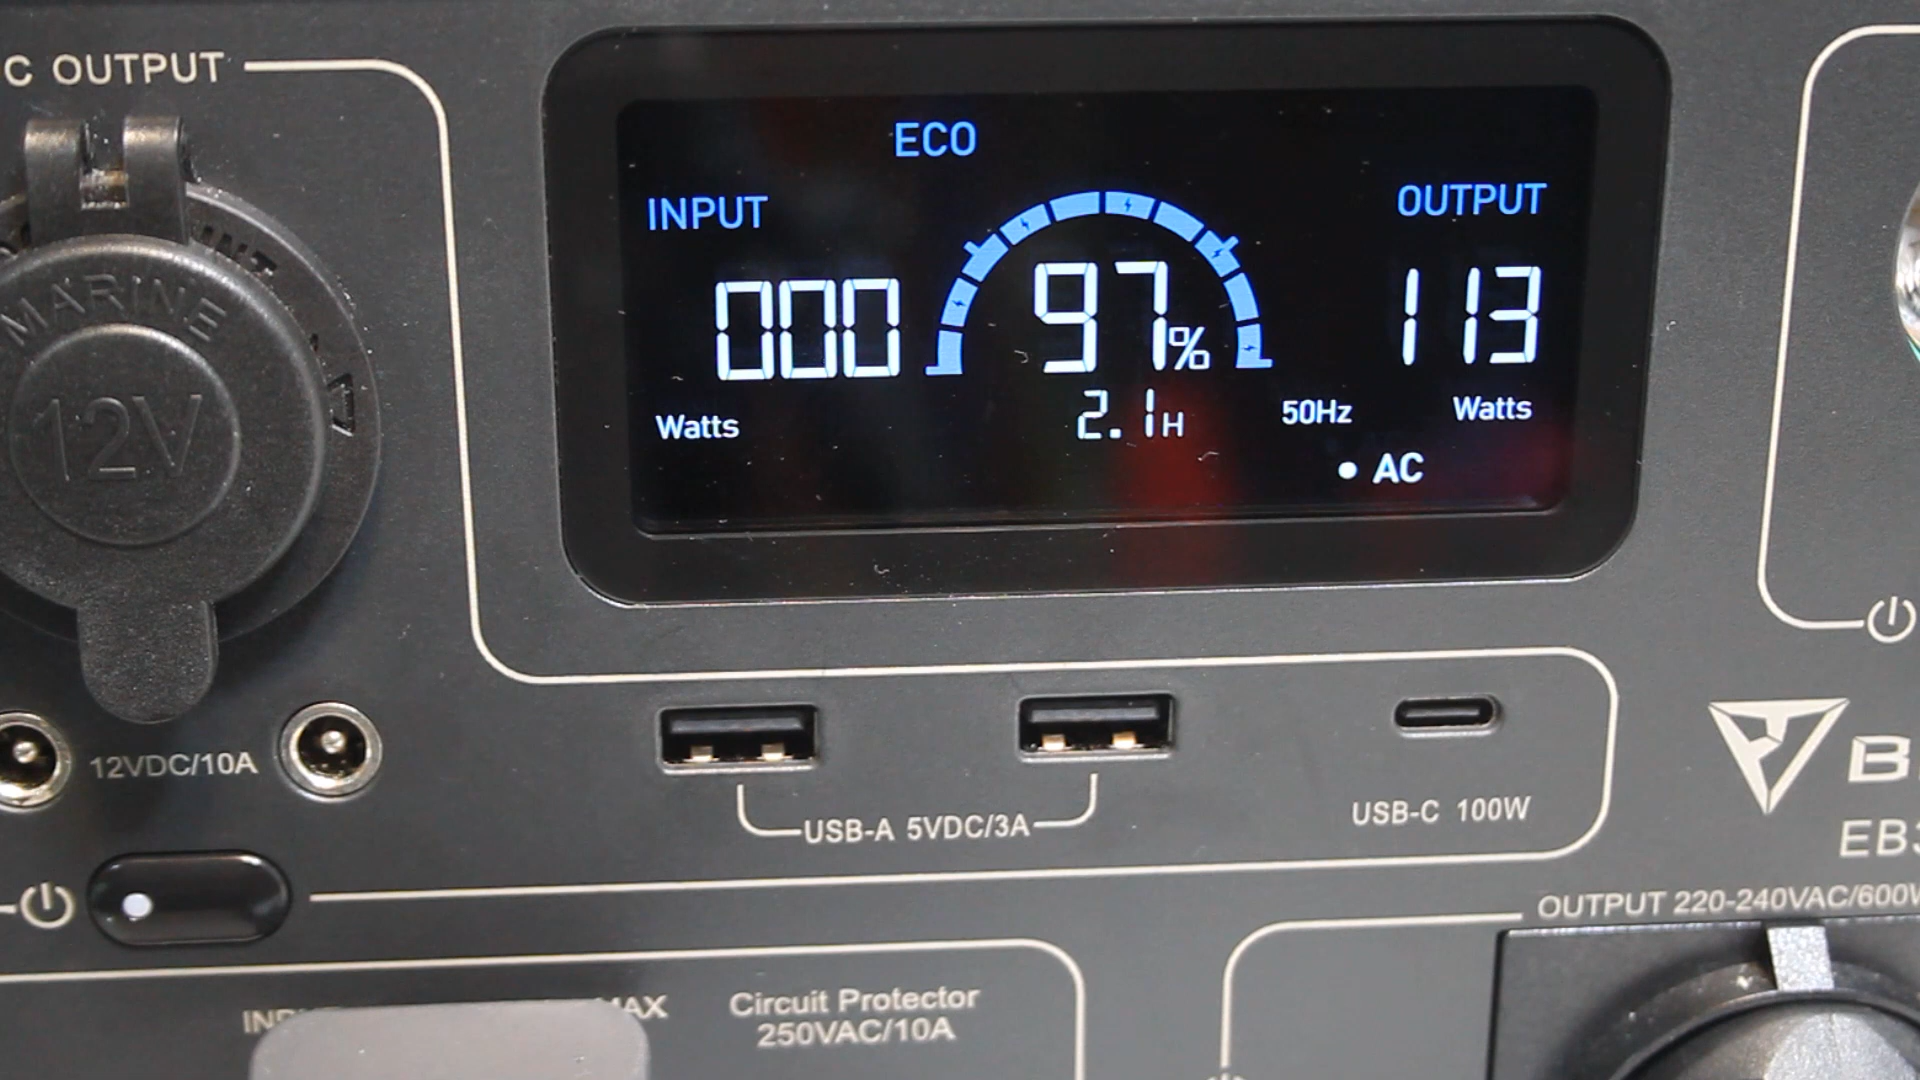 C OUTPUT
ECO
INPUT
OUTPUT
000
97%
113
Watts
2.1H
50Hz
Watts
AC
MARINE
12V
12VDC/10A
USB-A 5VDC/3A
USB-C 100W
B
EB3
OUTPUT 220-240VAC/600W
MAX
Circuit Protector
250VAC/10A